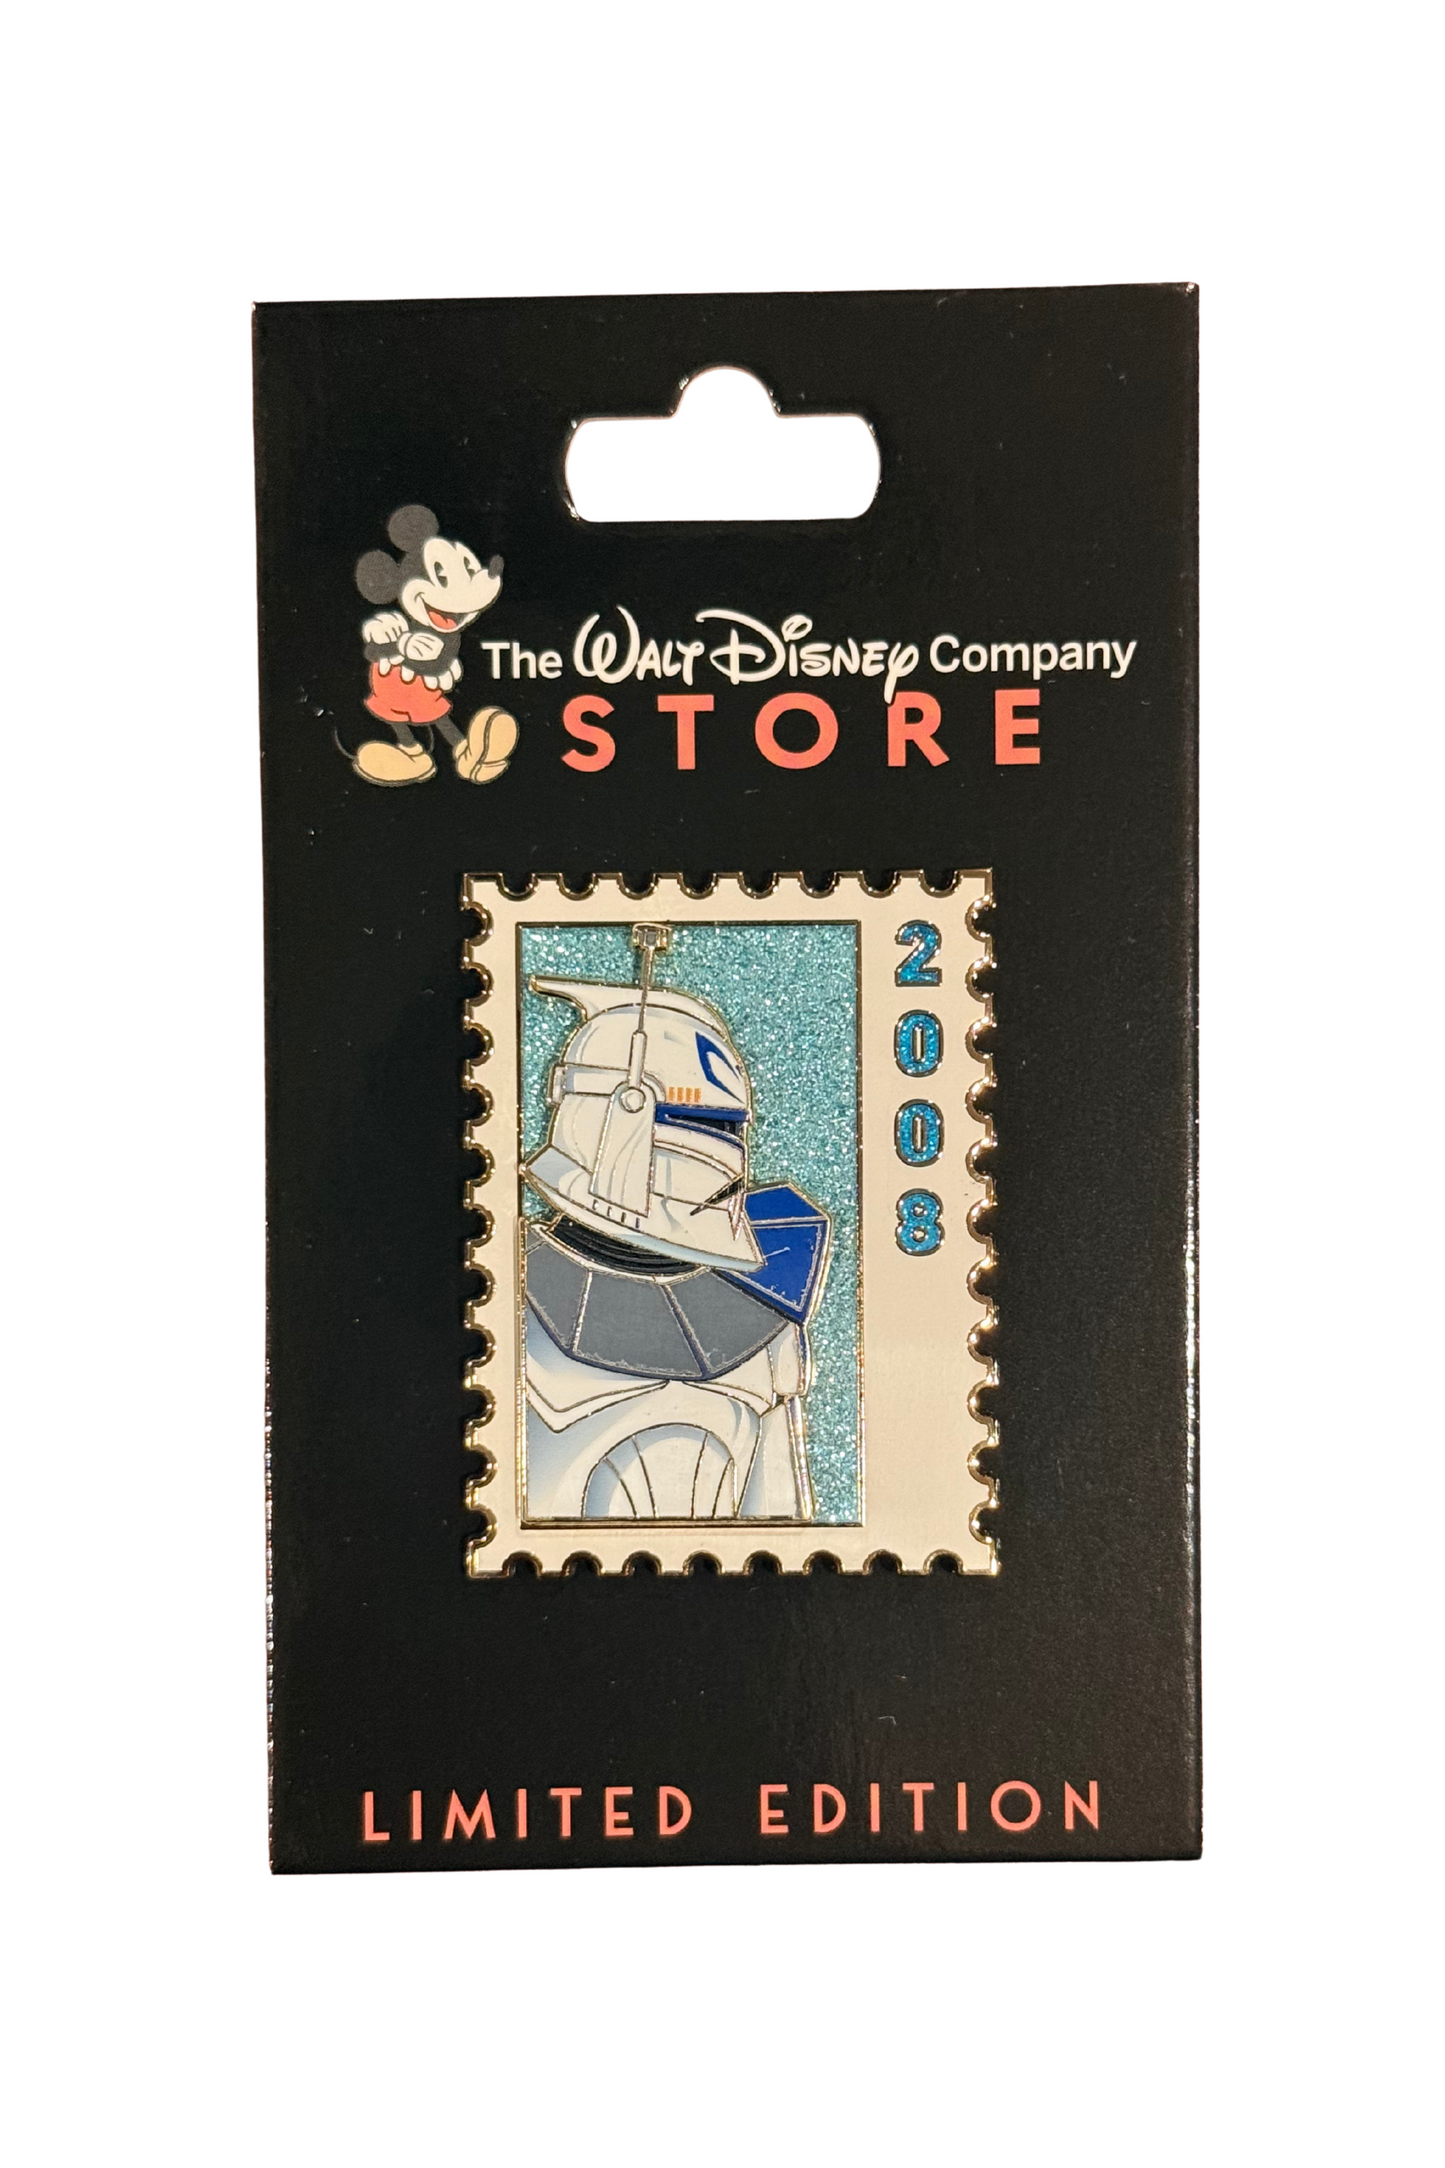 The Walt Disney Company
STORE
2008
LIMITED EDITION